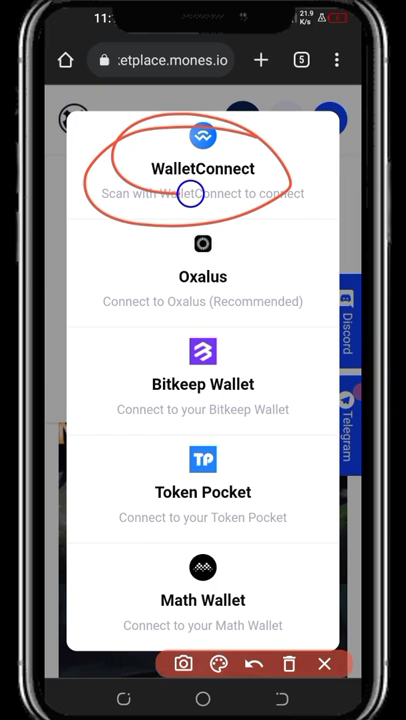 11:
21.9
K/s
:etplace.mones.io
5
WalletConnect
Scan with WalletConnect to connect
Oxalus
Connect to Oxalus (Recommended)
Discord
Bitkeep Wallet
Connect to your Bitkeep Wallet
Telegram
TP
Token Pocket
Connect to your Token Pocket
Math Wallet
Connect to your Math Wallet